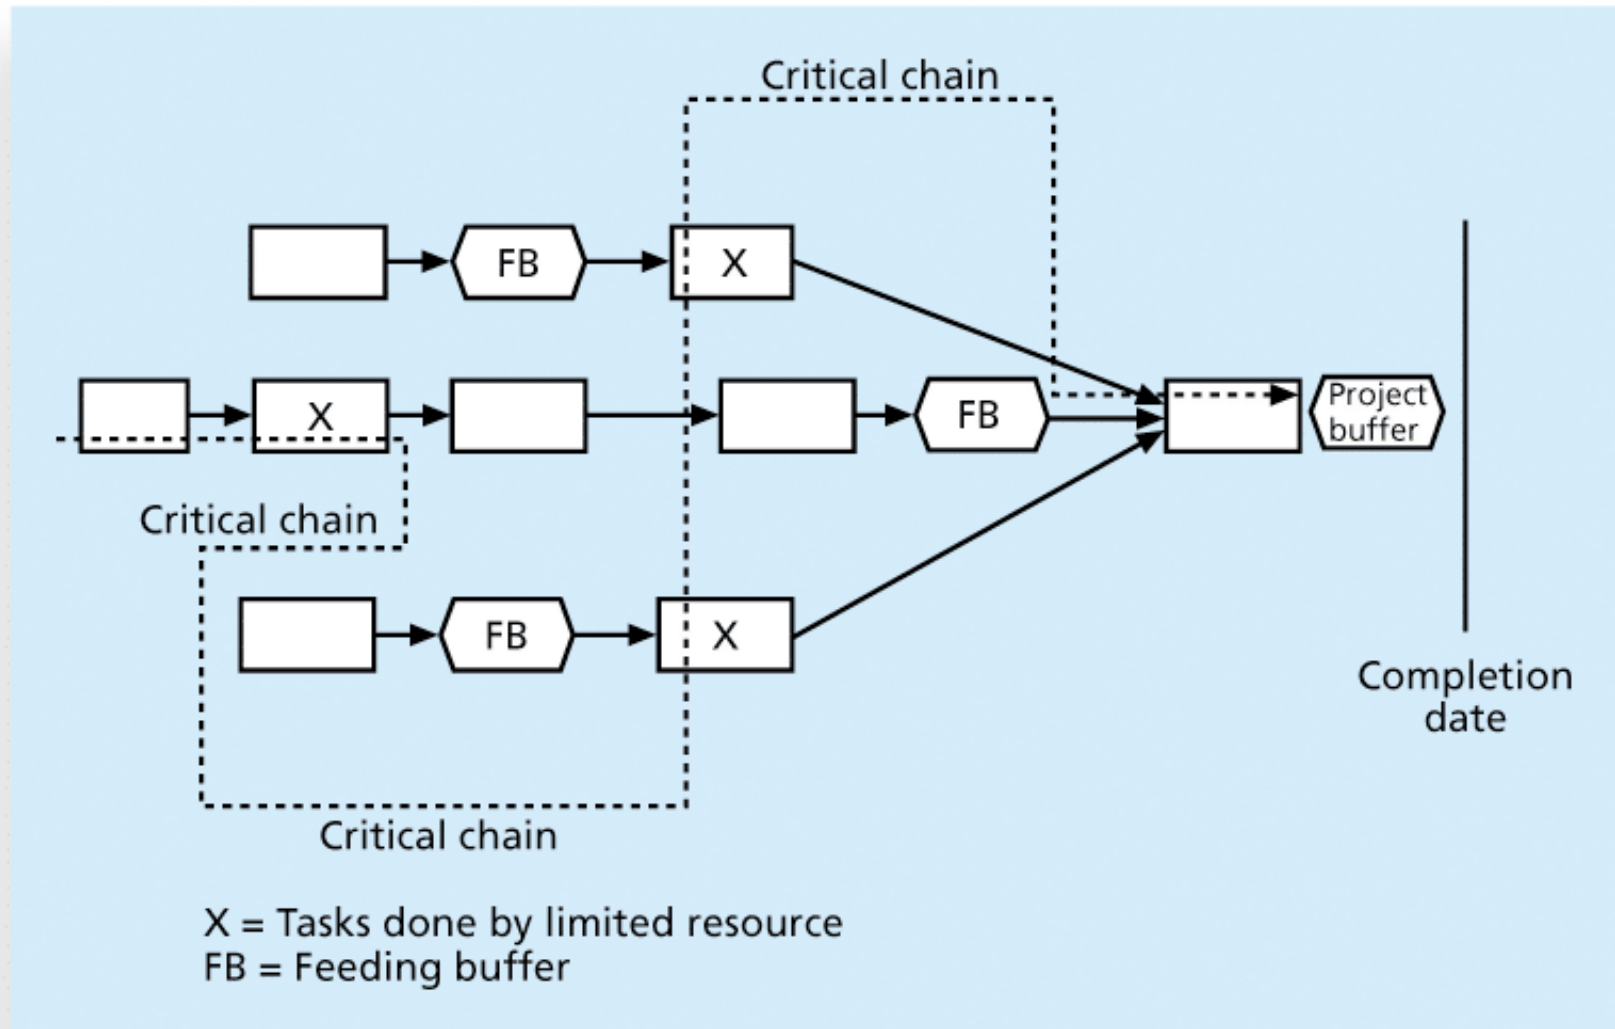 Critical chain
FB
X
X
FB
Project
buffer
Critical chain
FB
X
Completion
date
Critical chain
X = Tasks done by limited resource
FB = Feeding buffer